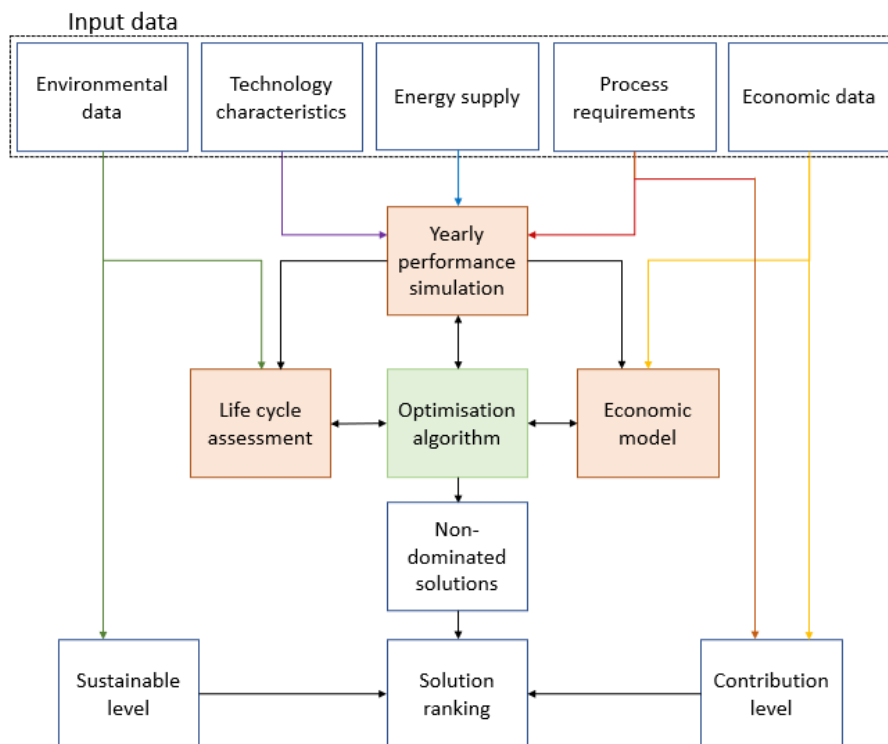 Input data
Environmental
data
Technology
characteristics
Energy supply
Process
requirements
Economic data
Yearly
performance
simulation
Life cycle
assessment
Optimisation
algorithm
Economic
model
Non-
dominated
solutions
Sustainable
level
Solution
ranking
Contribution
level